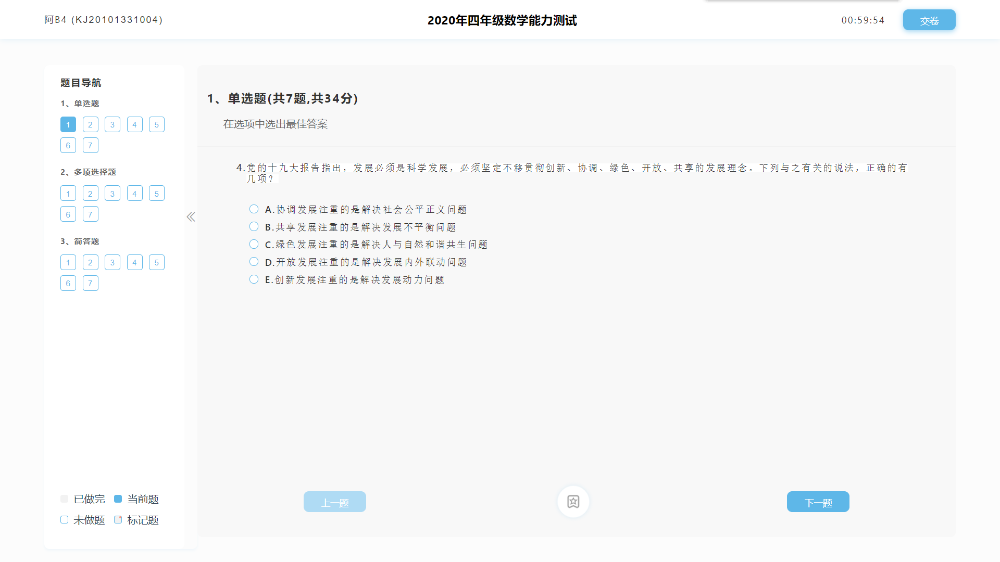 阿B4 (KJ20101331004)
2020年四年级数学能力测试
00:59:54
交卷
题目导航
1、单选题
1 2 3 4 5
6 7
2、多项选择题
1 2 3 4 5
6 7
3、简答题
1 2 3 4 5
6 7
已做完 当前题
未做题 标记题
1、单选题(共7题,共34分)
在选项中选出最佳答案
4.党的十九大报告指出，发展必须是科学发展，必须坚定不移贯彻创新、协调、绿色、开放、共享的发展理念。下列与之有关的说法，正确的有
几项？
A.协调发展注重的是解决社会公平正义问题
B.共享发展注重的是解决发展不平衡问题
C.绿色发展注重的是解决人与自然和谐共生问题
D.开放发展注重的是解决发展内外联动问题
E.创新发展注重的是解决发展动力问题
上一题
下一题